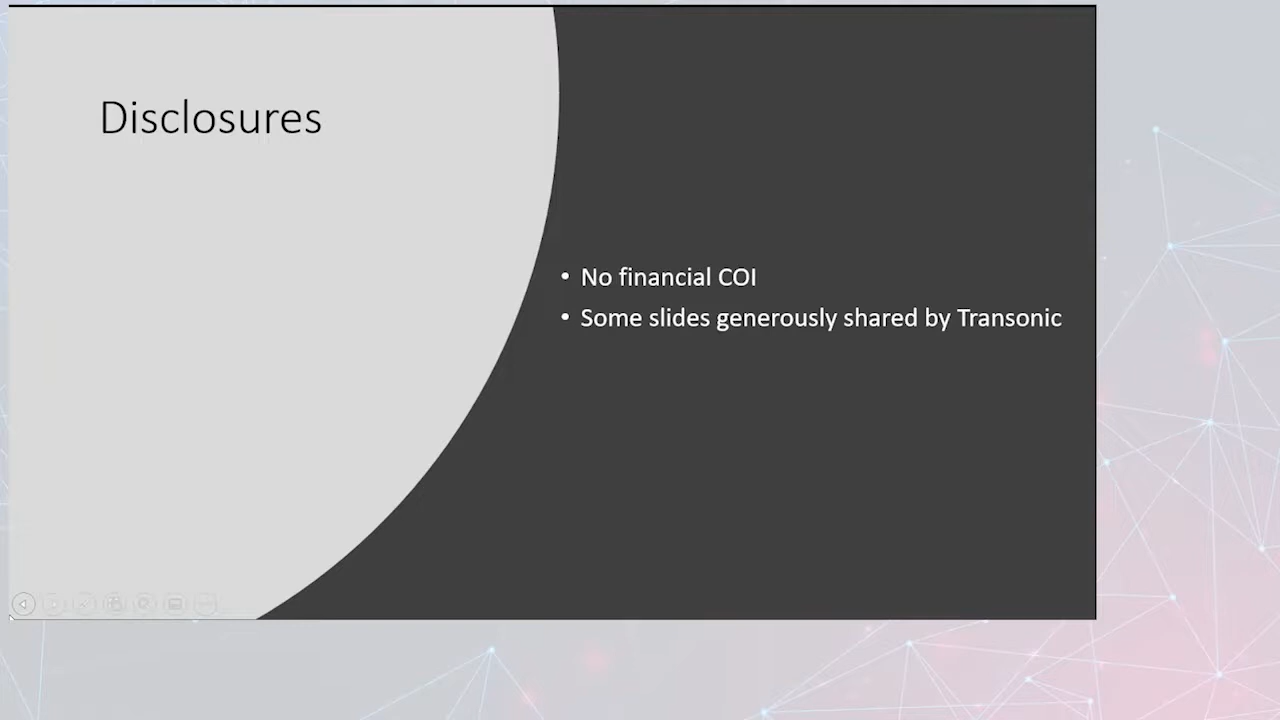 Disclosures
• No financial COI
• Some slides generously shared by Transonic